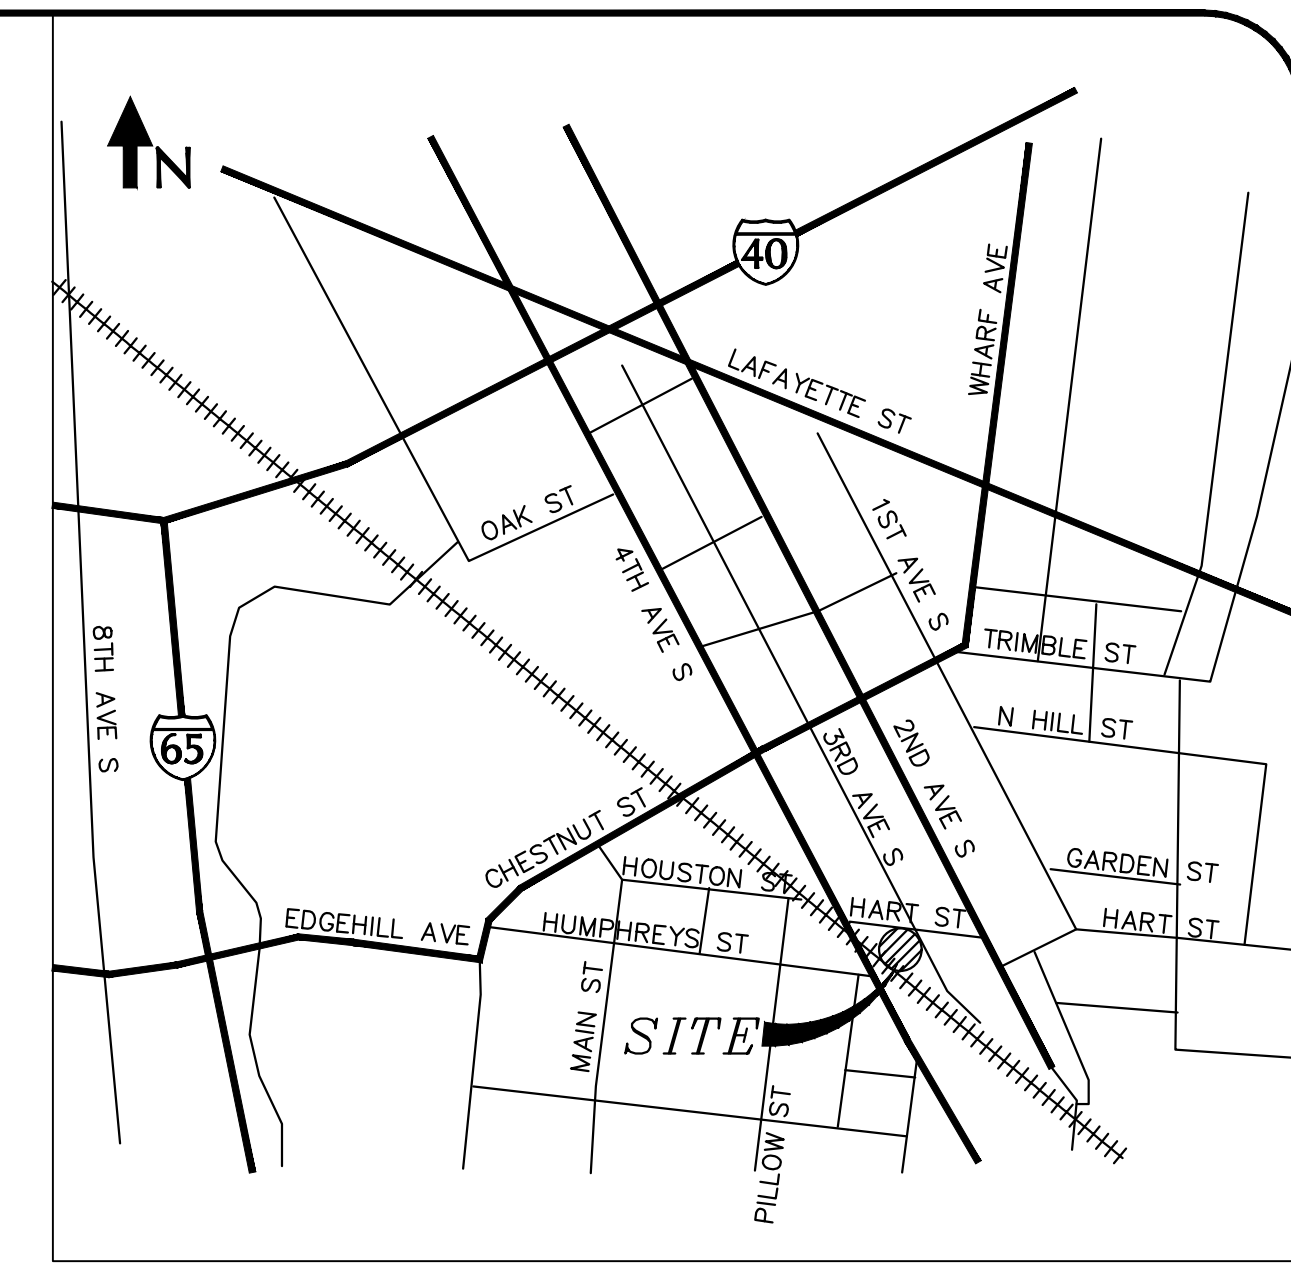 N
40
WHARF AVE
LAFAYETTE ST
OAK ST
1ST AVE S
4TH AVE S
8TH AVE S
TRIMBLE ST
N HILL ST
65
3RD AVE S
2ND AVE S
CHESTNUT ST
HOUSTON ST
GARDEN ST
EDGEHILL AVE
HUMPHREYS ST
HART ST
HART ST
MAIN ST
SITE
PILLOW ST